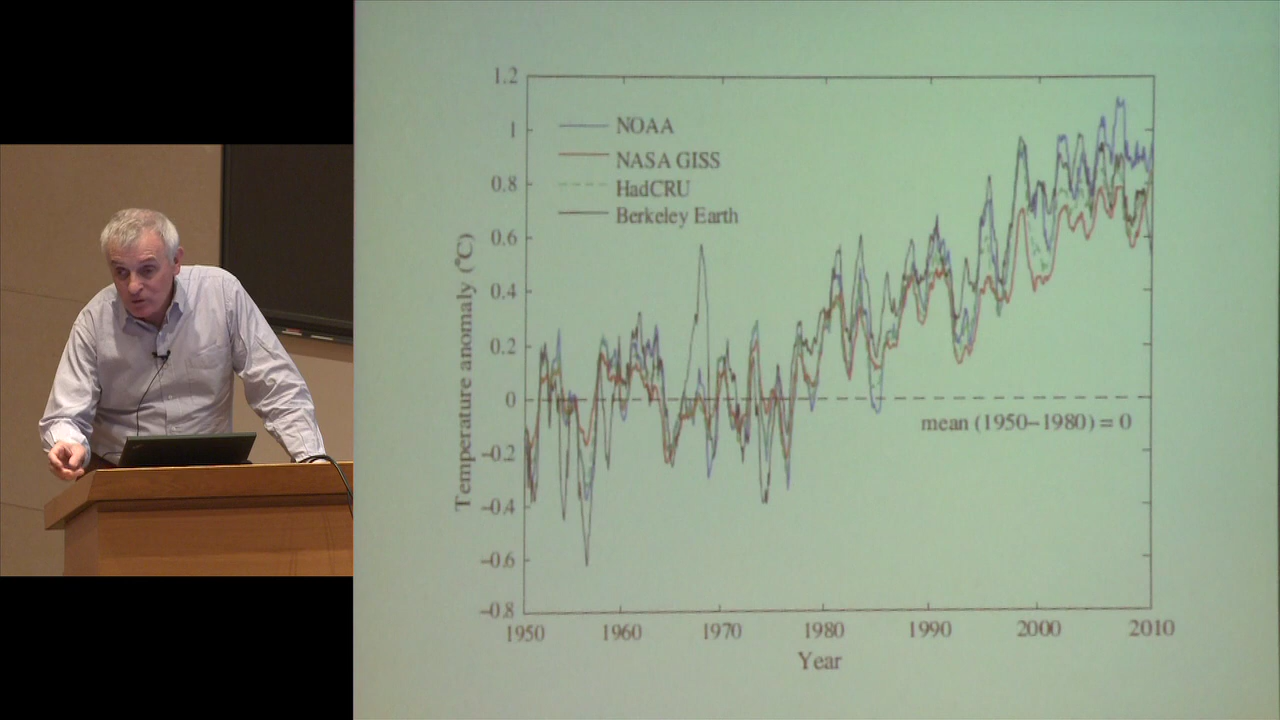 1.2
1
0.8
0.6
0.4
0.2
0
−0.2
−0.4
−0.6
−0.8
Temperature anomaly (°C)
NOAA
NASA GISS
HadCRU
Berkeley Earth
mean (1950−1980) = 0
1950 1960 1970 1980 1990 2000 2010
Year